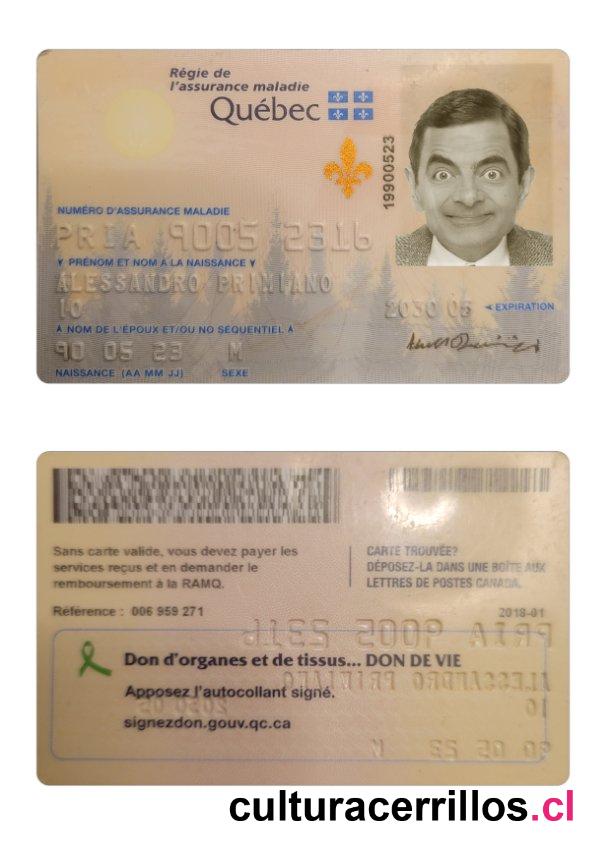 Régie de
l'assurance maladie
Québec
19900523
NUMÉRO D'ASSURANCE MALADIE
PRIA 9005 2316
PRÉNOM ET NOM À LA NAISSANCE
ALESSANDRO PRIMIANO
10
2030 05 EXPIRATION
À NOM DE L'ÉPOUX ET/OU NO SÉQUENTIEL À
90 05 23 M
NAISSANCE (AA MM JJ) SEXE
Sans carte valide, vous devez payer les
services reçus et en demander le
remboursement à la RAMQ.
CARTE TROUVÉE?
DÉPOSEZ-LA DANS UNE BOÎTE AUX
LETTRES DE POSTES CANADA.
Référence : 006 959 271
2018-01
Don d'organes et de tissus... DON DE VIE
Apposez l'autocollant signé.
signezdon.gouv.qc.ca
culturacerrillos.cl